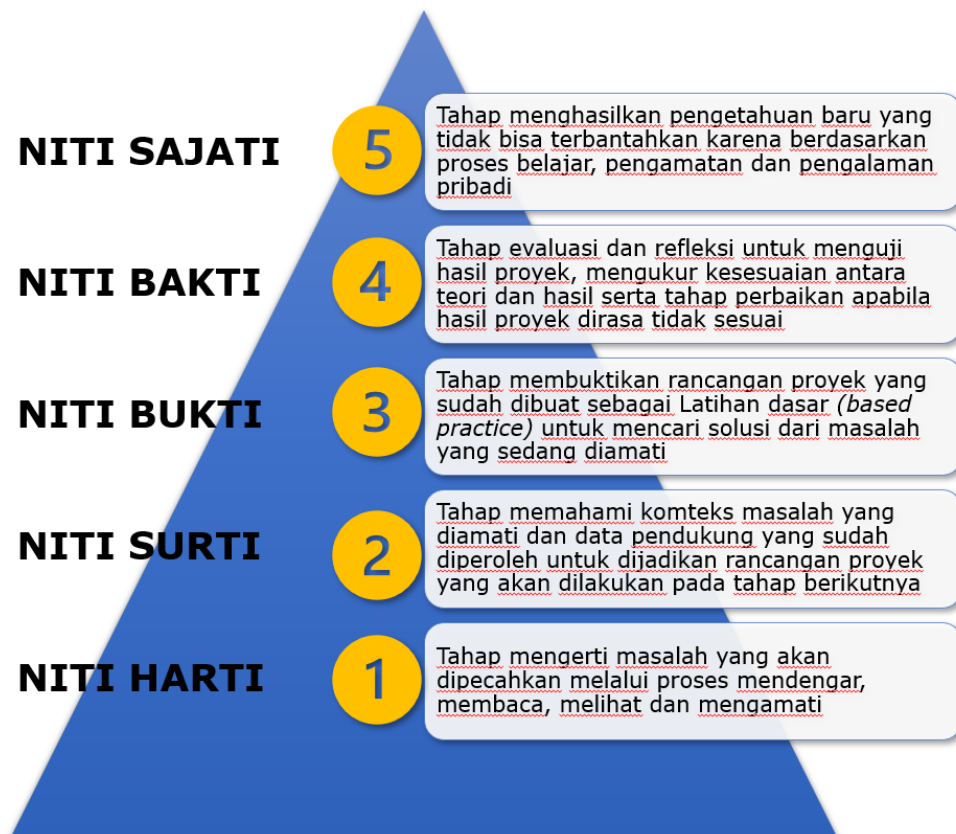 NITI SAJATI
5
Tahap menghasilkan pengetahuan baru yang
tidak bisa terbantahkan karena berdasarkan
proses belajar, pengamatan dan pengalaman
pribadi
NITI BAKTI
4
Tahap evaluasi dan refleksi untuk menguji
hasil proyek, mengukur kesesuaian antara
teori dan hasil serta tahap perbaikan apabila
hasil proyek dirasa tidak sesuai
NITI BUKTI
3
Tahap membuktikan rancangan proyek yang
sudah dibuat sebagai Latihan dasar (based
practice) untuk mencari solusi dari masalah
yang sedang diamati
NITI SURTI
2
Tahap memahami komteks masalah yang
diamati dan data pendukung yang sudah
diperoleh untuk dijadikan rancangan proyek
yang akan dilakukan pada tahap berikutnya
NITI HARTI
1
Tahap mengerti masalah yang akan
dipecahkan melalui proses mendengar,
membaca, melihat dan mengamati